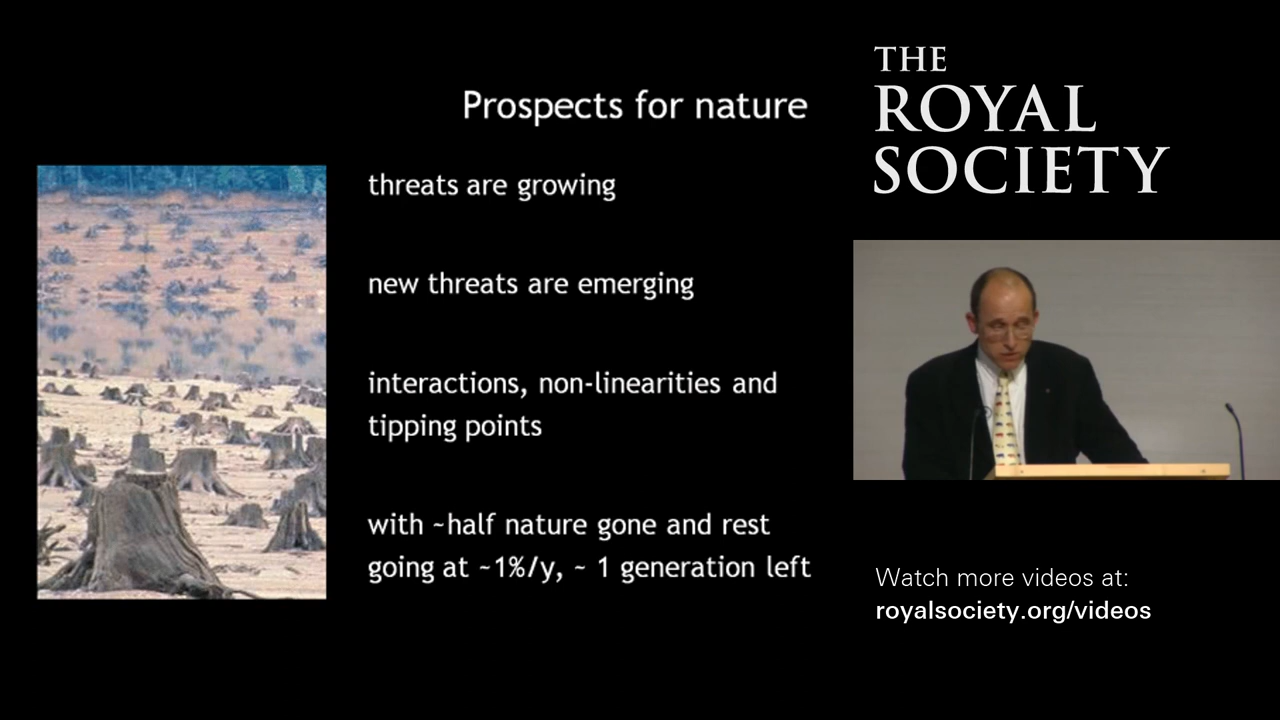 Prospects for nature
threats are growing
new threats are emerging
interactions, non-linearities and
tipping points
with ~half nature gone and rest
going at ~1%/y, ~ 1 generation left
THE
ROYAL
SOCIETY
Watch more videos at:
royalsociety.org/videos